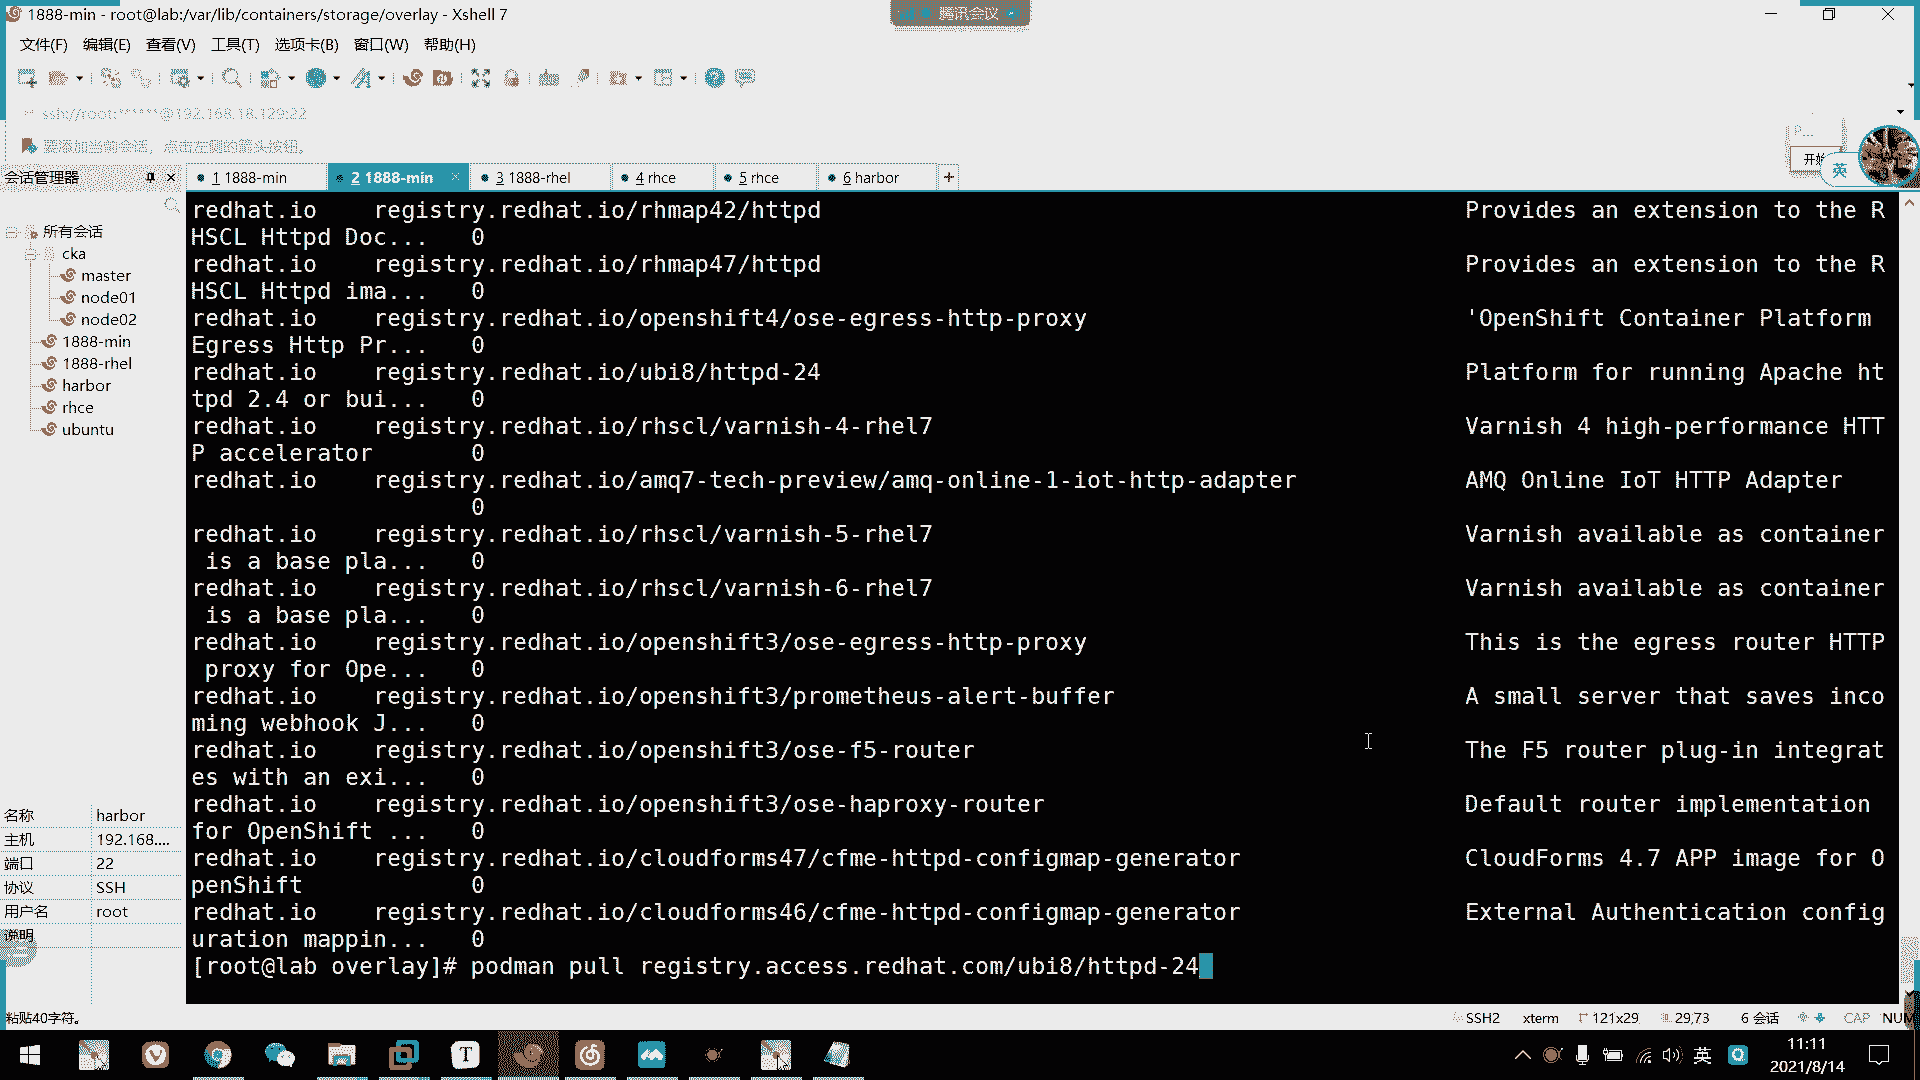 1888-min - root@lab:/var/lib/containers/storage/overlay - Xshell 7
腾讯会议
文件(F) 编辑(E) 查看(V) 工具(T) 选项卡(B) 窗口(W) 帮助(H)
ssh://root:******@192.168.18.129:22
要添加当前会话，点击左侧的箭头按钮。
P...
英
会话管理器
1 1888-min
2 1888-min
3 1888-rhel
4 rhce
5 rhce
6 harbor
所有会话
cka
master
node01
node02
1888-min
1888-rhel
harbor
rhce
ubuntu
redhat.io registry.redhat.io/rhmap42/httpd Provides an extension to the R
HSCL Httpd Doc... 0
redhat.io registry.redhat.io/rhmap47/httpd Provides an extension to the R
HSCL Httpd ima... 0
redhat.io registry.redhat.io/openshift4/ose-egress-http-proxy 'OpenShift Container Platform
Egress Http Pr... 0
redhat.io registry.redhat.io/ubi8/httpd-24 Platform for running Apache ht
tpd 2.4 or bui... 0
redhat.io registry.redhat.io/rhscl/varnish-4-rhel7 Varnish 4 high-performance HTT
P accelerator 0
redhat.io registry.redhat.io/amq7-tech-preview/amq-online-1-iot-http-adapter AMQ Online IoT HTTP Adapter
0
redhat.io registry.redhat.io/rhscl/varnish-5-rhel7 Varnish available as container
is a base pla... 0
redhat.io registry.redhat.io/rhscl/varnish-6-rhel7 Varnish available as container
is a base pla... 0
redhat.io registry.redhat.io/openshift3/ose-egress-http-proxy This is the egress router HTTP
proxy for Ope... 0
redhat.io registry.redhat.io/openshift3/prometheus-alert-buffer A small server that saves inco
ming webhook J... 0
redhat.io registry.redhat.io/openshift3/ose-f5-router The F5 router plug-in integrat
es with an exi... 0
redhat.io registry.redhat.io/openshift3/ose-haproxy-router Default router implementation
for OpenShift ... 0
redhat.io registry.redhat.io/cloudforms47/cfme-httpd-configmap-generator CloudForms 4.7 APP image for O
penShift 0
redhat.io registry.redhat.io/cloudforms46/cfme-httpd-configmap-generator External Authentication config
uration mappin... 0
[root@lab overlay]# podman pull registry.access.redhat.com/ubi8/httpd-24
名称 harbor
主机 192.168....
端口 22
协议 SSH
用户名 root
说明
粘贴40字符。
SSH2 xterm 121x29 29,73 6 会话 CAP NUM
英
11:11
2021/8/14